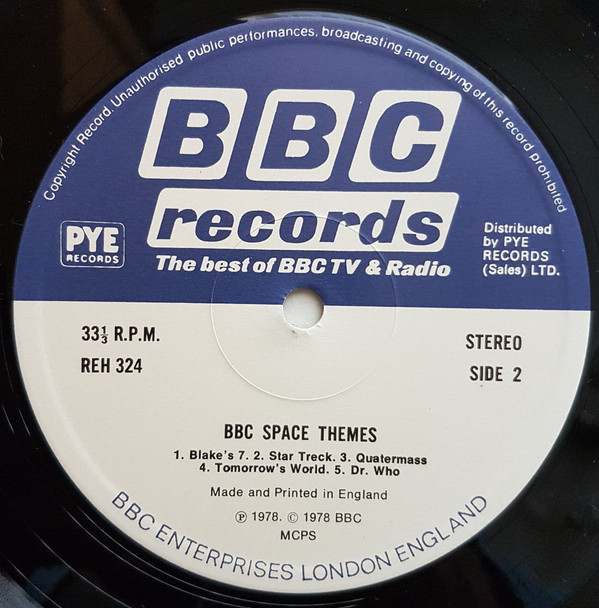 Copyright Record. Unauthorised public performances, broadcasting and copying of this record prohibited
BBC
records
The best of BBC TV & Radio
PYE
RECORDS
Distributed
by PYE
RECORDS
(Sales) LTD.
33⅓ R.P.M.
REH 324
STEREO
SIDE 2
BBC SPACE THEMES
1. Blake's 7. 2. Star Treck. 3. Quatermass
4. Tomorrow's World. 5. Dr. Who
Made and Printed in England
℗ 1978. © 1978 BBC
MCPS
BBC ENTERPRISES LONDON ENGLAND